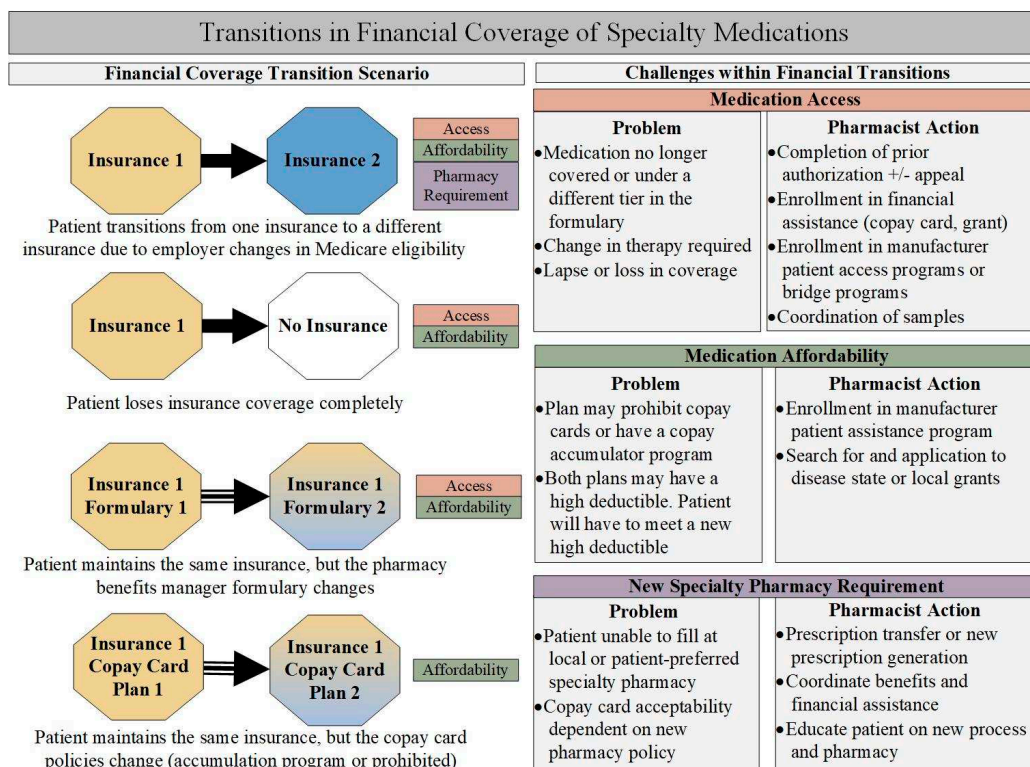 Transitions in Financial Coverage of Specialty Medications
Financial Coverage Transition Scenario
Insurance 1
Insurance 2
Access
Affordability
Pharmacy
Requirement
Patient transitions from one insurance to a different
insurance due to employer changes in Medicare eligibility
Insurance 1
No Insurance
Access
Affordability
Patient loses insurance coverage completely
Insurance 1
Formulary 1
Insurance 1
Formulary 2
Access
Affordability
Patient maintains the same insurance, but the pharmacy
benefits manager formulary changes
Insurance 1
Copay Card
Plan 1
Insurance 1
Copay Card
Plan 2
Affordability
Patient maintains the same insurance, but the copay card
policies change (accumulation program or prohibited)
Challenges within Financial Transitions
Medication Access
Problem
•Medication no longer
covered or under a
different tier in the
formulary
•Change in therapy required
•Lapse or loss in coverage
Pharmacist Action
•Completion of prior
authorization +/- appeal
•Enrollment in financial
assistance (copay card, grant)
•Enrollment in manufacturer
patient access programs or
bridge programs
•Coordination of samples
Medication Affordability
Problem
•Plan may prohibit copay
cards or have a copay
accumulator program
•Both plans may have a
high deductible. Patient
will have to meet a new
high deductible
Pharmacist Action
•Enrollment in manufacturer
patient assistance program
•Search for and application to
disease state or local grants
New Specialty Pharmacy Requirement
Problem
•Patient unable to fill at
local or patient-preferred
specialty pharmacy
•Copay card acceptability
dependent on new
pharmacy policy
Pharmacist Action
•Prescription transfer or new
prescription generation
•Coordinate benefits and
financial assistance
•Educate patient on new process
and pharmacy